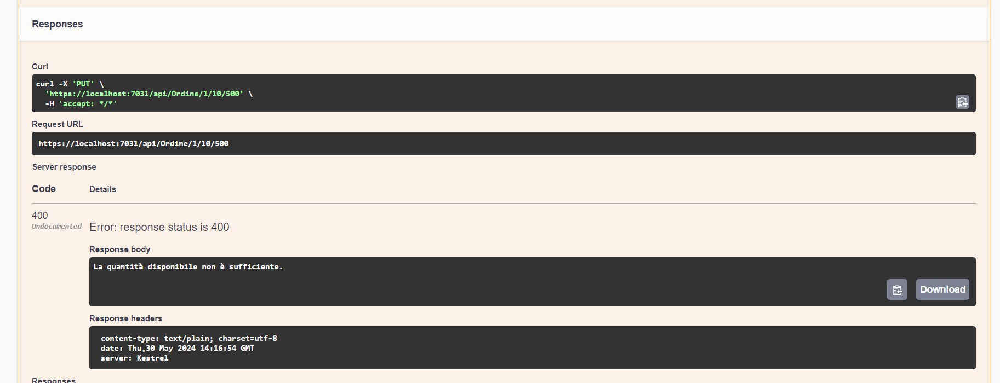 Responses
Curl
curl -X 'PUT' \
  'https://localhost:7031/api/Ordine/1/10/500' \
  -H 'accept: */*'
Request URL
https://localhost:7031/api/Ordine/1/10/500
Server response
Code Details
400
Undocumented Error: response status is 400
Response body
La quantità disponibile non è sufficiente.
Download
Response headers
content-type: text/plain; charset=utf-8
date: Thu,30 May 2024 14:16:54 GMT
server: Kestrel
Responses